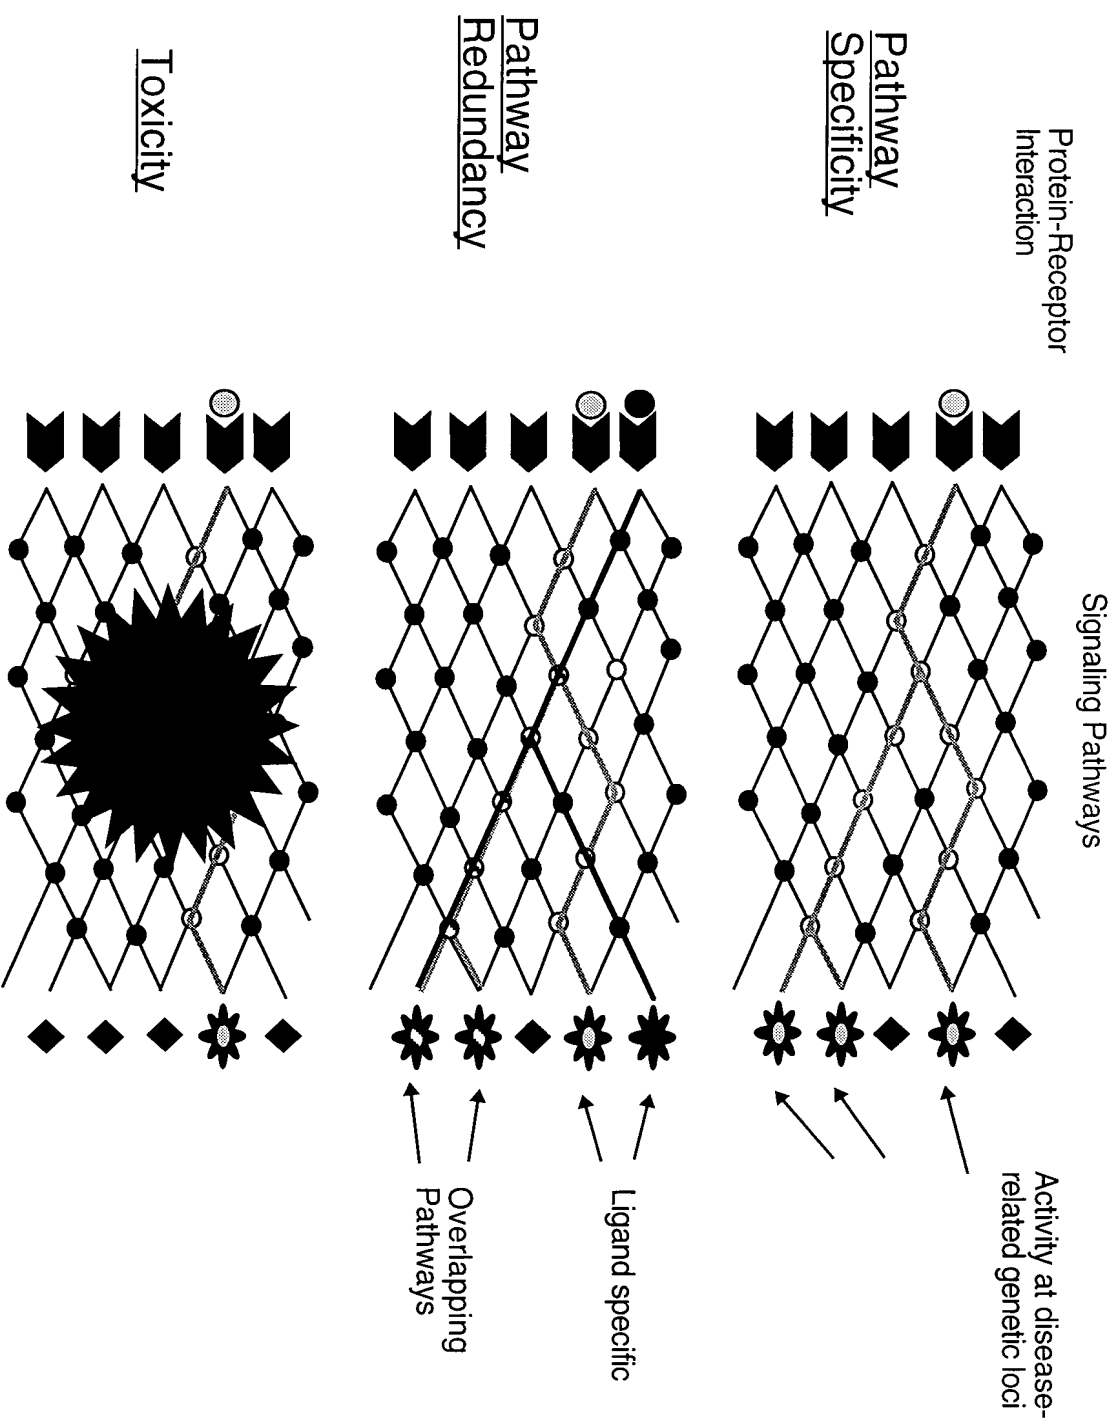 Protein-Receptor
Interaction
Signaling Pathways
Activity at disease-
related genetic loci
Pathway
Specificity
Pathway
Redundancy
Ligand specific
Overlapping
Pathways
Toxicity